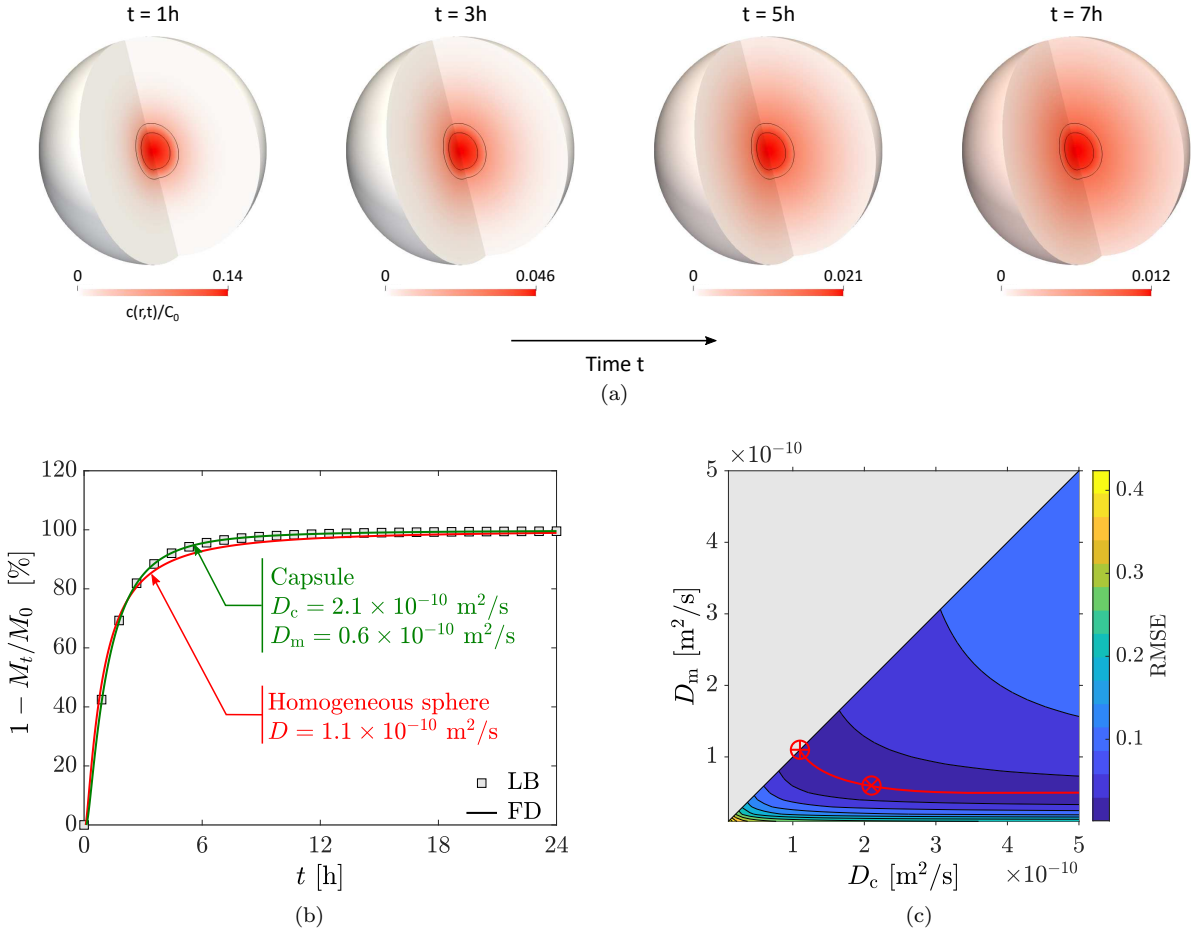 t = 1h t = 3h t = 5h t = 7h
0 0.14 0 0.046 0 0.021 0 0.012
c(r,t)/C₀
Time t
(a)
120
100
80
60
40
20
0
1 − Mₜ/M₀ [%]
Capsule
D_c = 2.1 × 10⁻¹⁰ m²/s
D_m = 0.6 × 10⁻¹⁰ m²/s
Homogeneous sphere
D = 1.1 × 10⁻¹⁰ m²/s
LB
FD
0 6 12 18 24
t [h]
(b)
×10⁻¹⁰
5
4
3
2
1
D_m [m²/s]
1 2 3 4 5
D_c [m²/s]
×10⁻¹⁰
0.4
0.3
0.2
0.1
RMSE
(c)